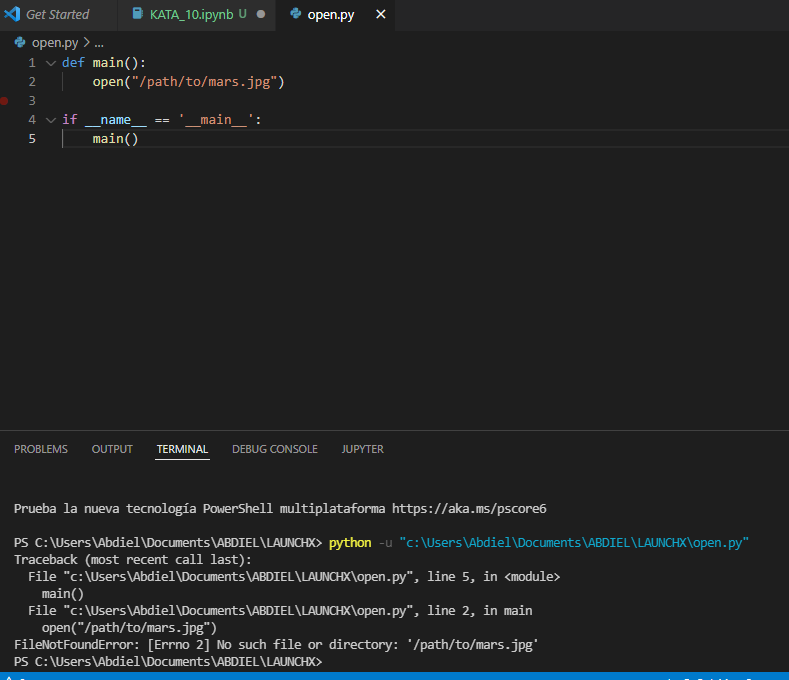 Get Started KATA_10.ipynb U open.py
open.py > ...
1 def main():
2 open("/path/to/mars.jpg")
3
4 if __name__ == '__main__':
5 main()
PROBLEMS OUTPUT TERMINAL DEBUG CONSOLE JUPYTER
Prueba la nueva tecnología PowerShell multiplataforma https://aka.ms/pscore6
PS C:\Users\Abdiel\Documents\ABDIEL\LAUNCHX> python -u "c:\Users\Abdiel\Documents\ABDIEL\LAUNCHX\open.py"
Traceback (most recent call last):
File "c:\Users\Abdiel\Documents\ABDIEL\LAUNCHX\open.py", line 5, in <module>
main()
File "c:\Users\Abdiel\Documents\ABDIEL\LAUNCHX\open.py", line 2, in main
open("/path/to/mars.jpg")
FileNotFoundError: [Errno 2] No such file or directory: '/path/to/mars.jpg'
PS C:\Users\Abdiel\Documents\ABDIEL\LAUNCHX>